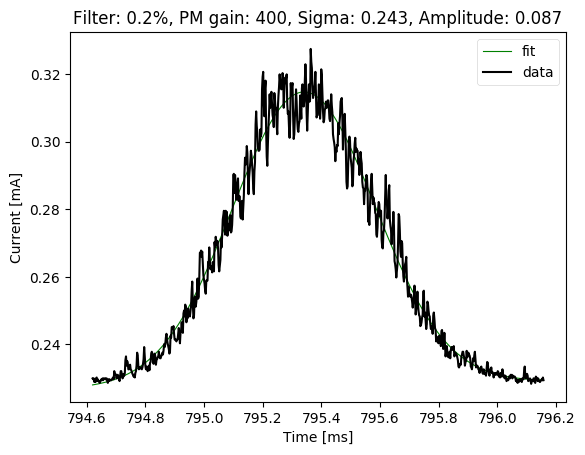 Filter: 0.2%, PM gain: 400, Sigma: 0.243, Amplitude: 0.087
fit
data
0.32
0.30
0.28
0.26
0.24
Current [mA]
794.6 794.8 795.0 795.2 795.4 795.6 795.8 796.0 796.2
Time [ms]